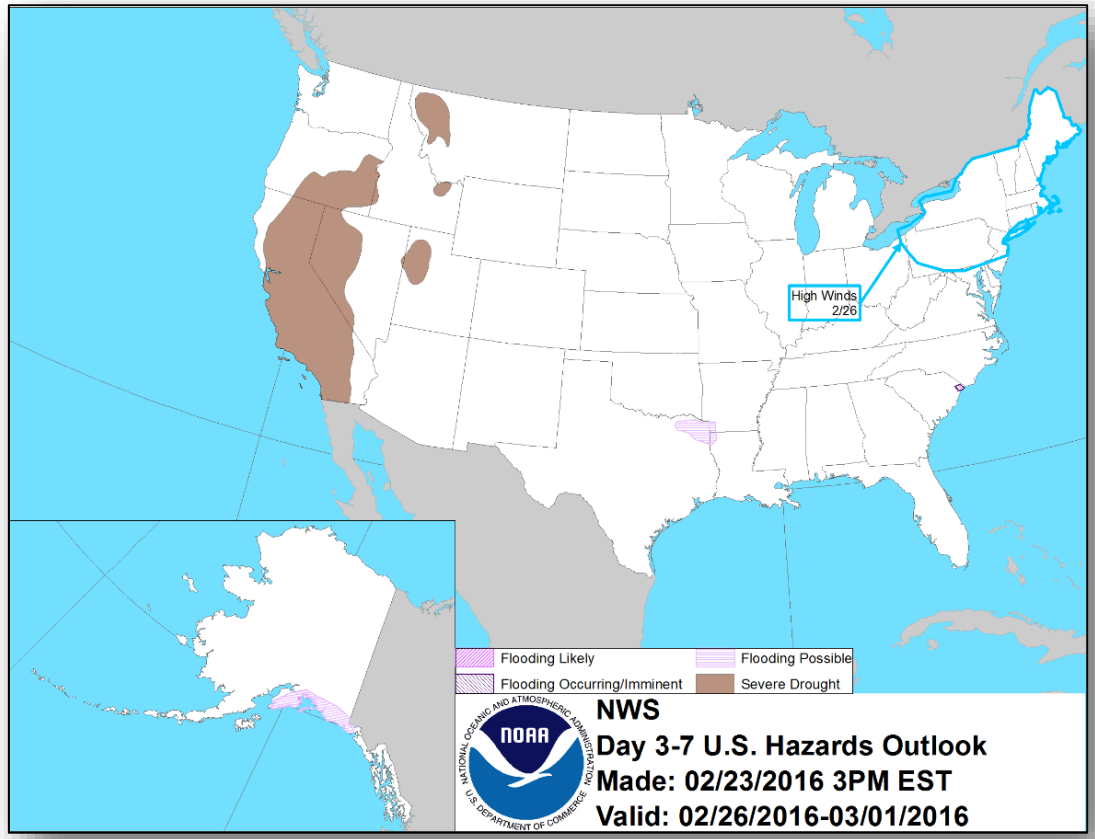 High Winds
2/26
Flooding Likely
Flooding Possible
Flooding Occurring/Imminent
Severe Drought
NATIONAL OCEANIC AND ATMOSPHERIC ADMINISTRATION
U.S. DEPARTMENT OF COMMERCE
NOAA
NWS
Day 3-7 U.S. Hazards Outlook
Made: 02/23/2016 3PM EST
Valid: 02/26/2016-03/01/2016